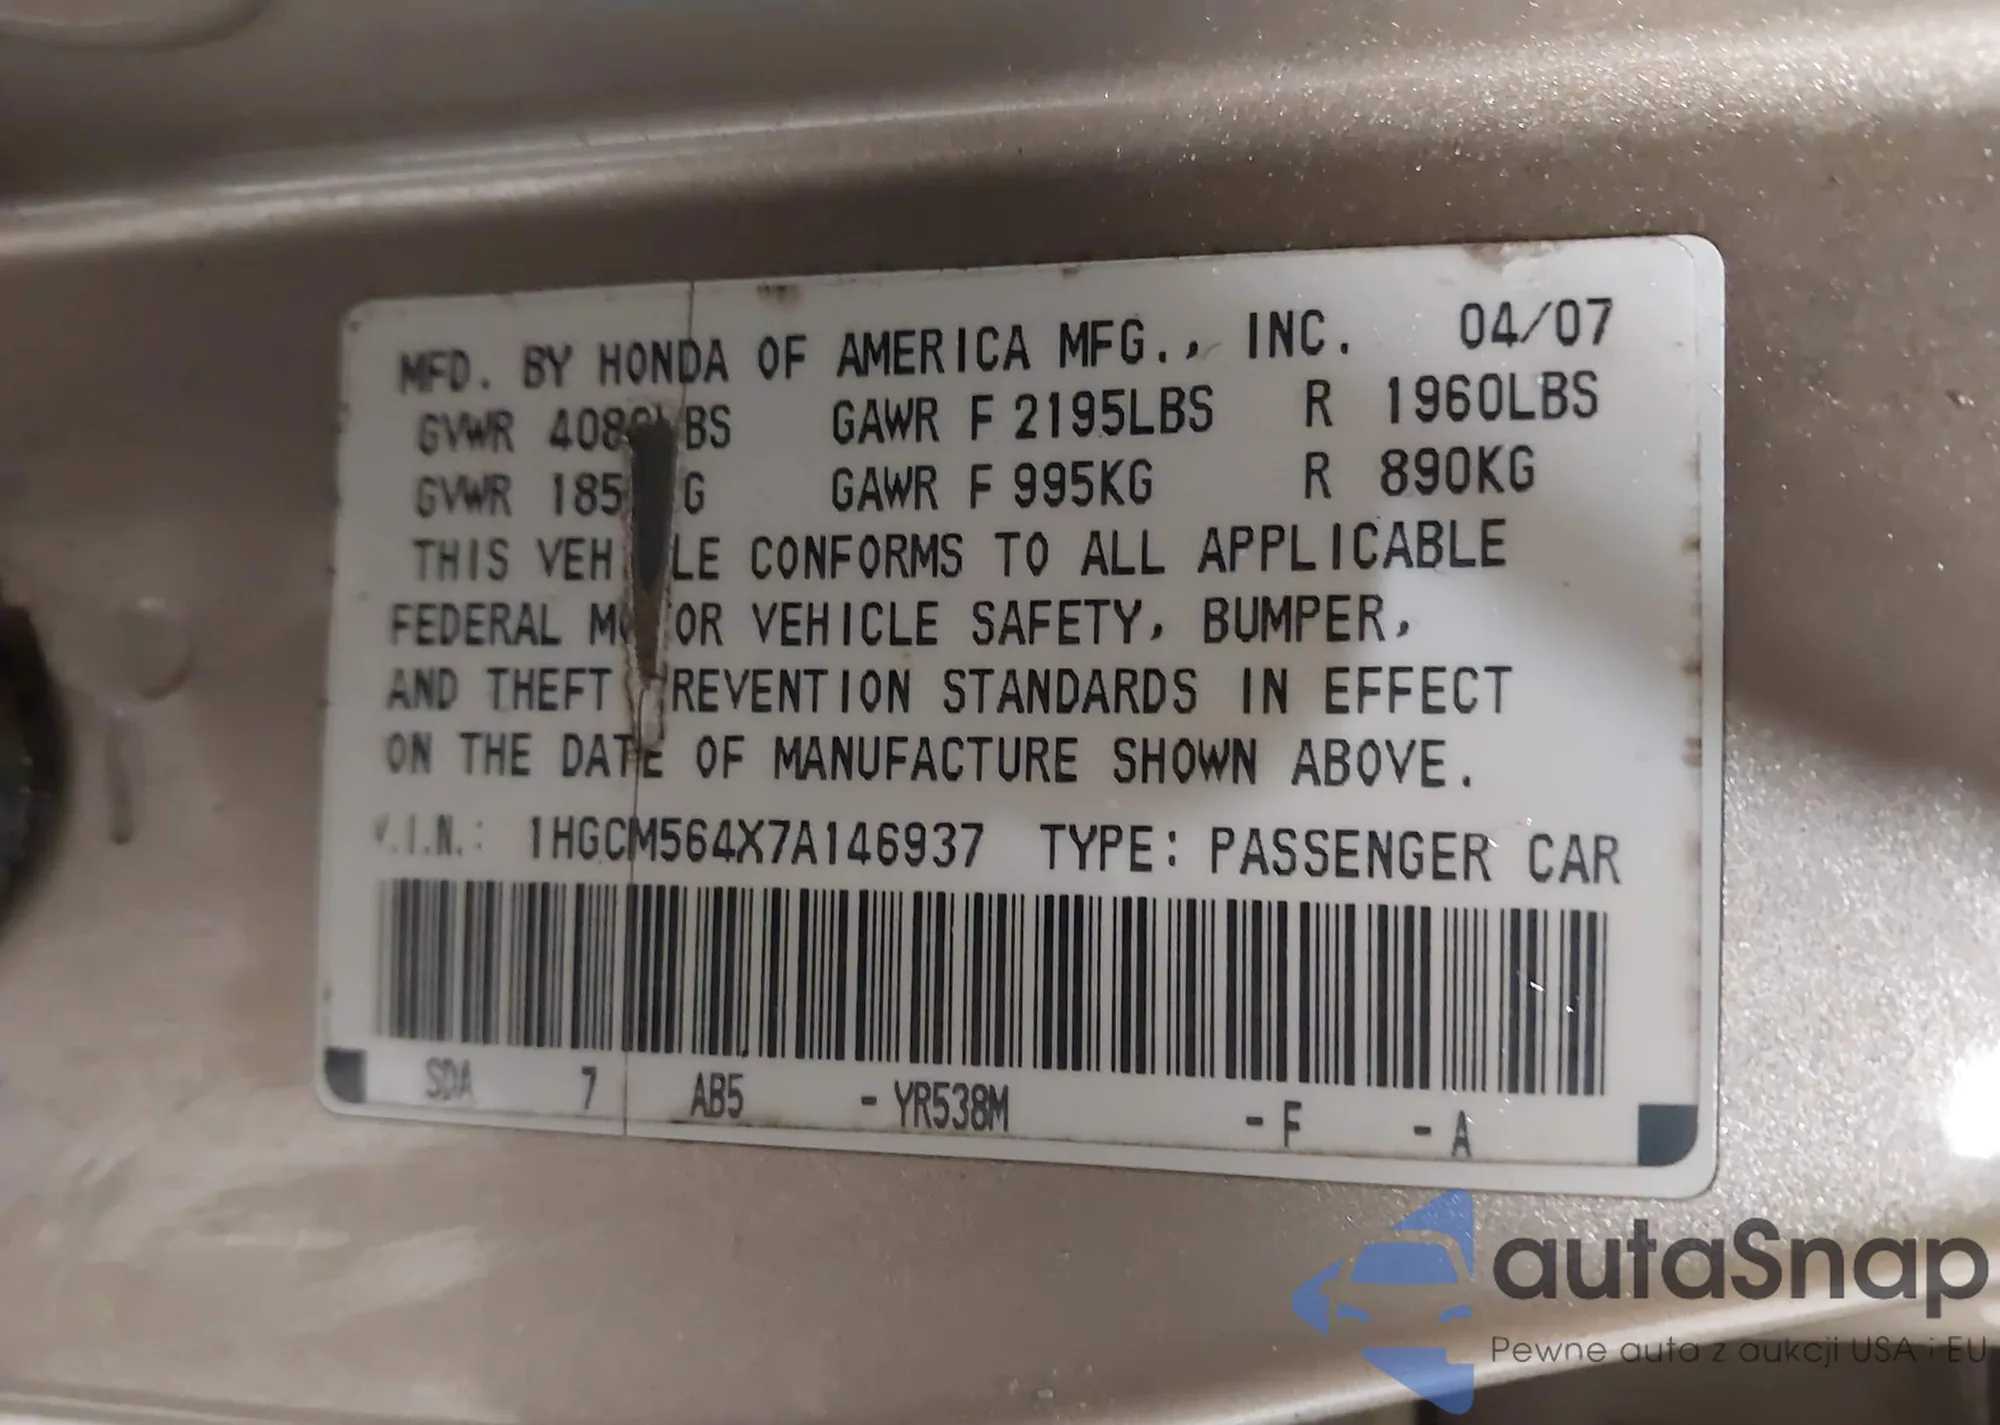 MFD. BY HONDA OF AMERICA MFG., INC. 04/07
GVWR BS GAWR F 2195LBS R 1960LBS
GVWR 185 G GAWR F 995KG R 890KG
THIS VEH LE CONFORMS TO ALL APPLICABLE
FEDERAL M OR VEHICLE SAFETY, BUMPER,
AND THEFT REVENTION STANDARDS IN EFFECT
ON THE DATE OF MANUFACTURE SHOWN ABOVE.
V.I.N.: 1HGCM564X7A146937 TYPE: PASSENGER CAR
SDA 7 AB5 - YR538M - F - A
autaSnap
Pewne auta z aukcji USA i EU